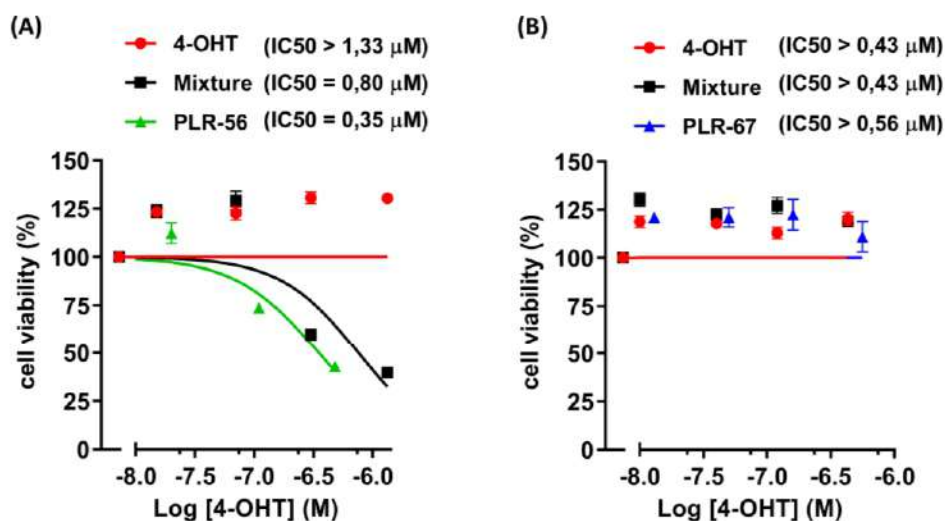 (A)
4-OHT (IC50 > 1,33 μM)
Mixture (IC50 = 0,80 μM)
PLR-56 (IC50 = 0,35 μM)
150
125
100
75
50
25
0
cell viability (%)
-8.0 -7.5 -7.0 -6.5 -6.0
Log [4-OHT] (M)
(B)
4-OHT (IC50 > 0,43 μM)
Mixture (IC50 > 0,43 μM)
PLR-67 (IC50 > 0,56 μM)
150
125
100
75
50
25
0
cell viability (%)
-8.0 -7.5 -7.0 -6.5 -6.0
Log [4-OHT] (M)